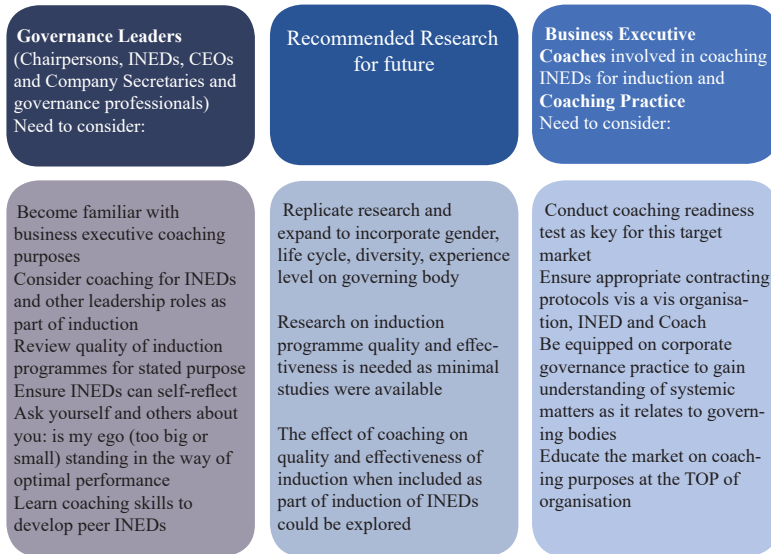 Governance Leaders
(Chairpersons, INEDs, CEOs
and Company Secretaries and
governance professionals)
Need to consider:
Become familiar with
business executive coaching
purposes
Consider coaching for INEDs
and other leadership roles as
part of induction
Review quality of induction
programmes for stated purpose
Ensure INEDs can self-reflect
Ask yourself and others about
you: is my ego (too big or
small) standing in the way of
optimal performance
Learn coaching skills to
develop peer INEDs
Recommended Research
for future
Replicate research and
expand to incorporate gender,
life cycle, diversity, experience
level on governing body
Research on induction
programme quality and effec-
tiveness is needed as minimal
studies were available
The effect of coaching on
quality and effectiveness of
induction when included as
part of induction of INEDs
could be explored
Business Executive
Coaches involved in coaching
INEDs for induction and
Coaching Practice
Need to consider:
Conduct coaching readiness
test as key for this target
market
Ensure appropriate contracting
protocols vis a vis organisa-
tion, INED and Coach
Be equipped on corporate
governance practice to gain
understanding of systemic
matters as it relates to govern-
ing bodies
Educate the market on coach-
ing purposes at the TOP of
organisation